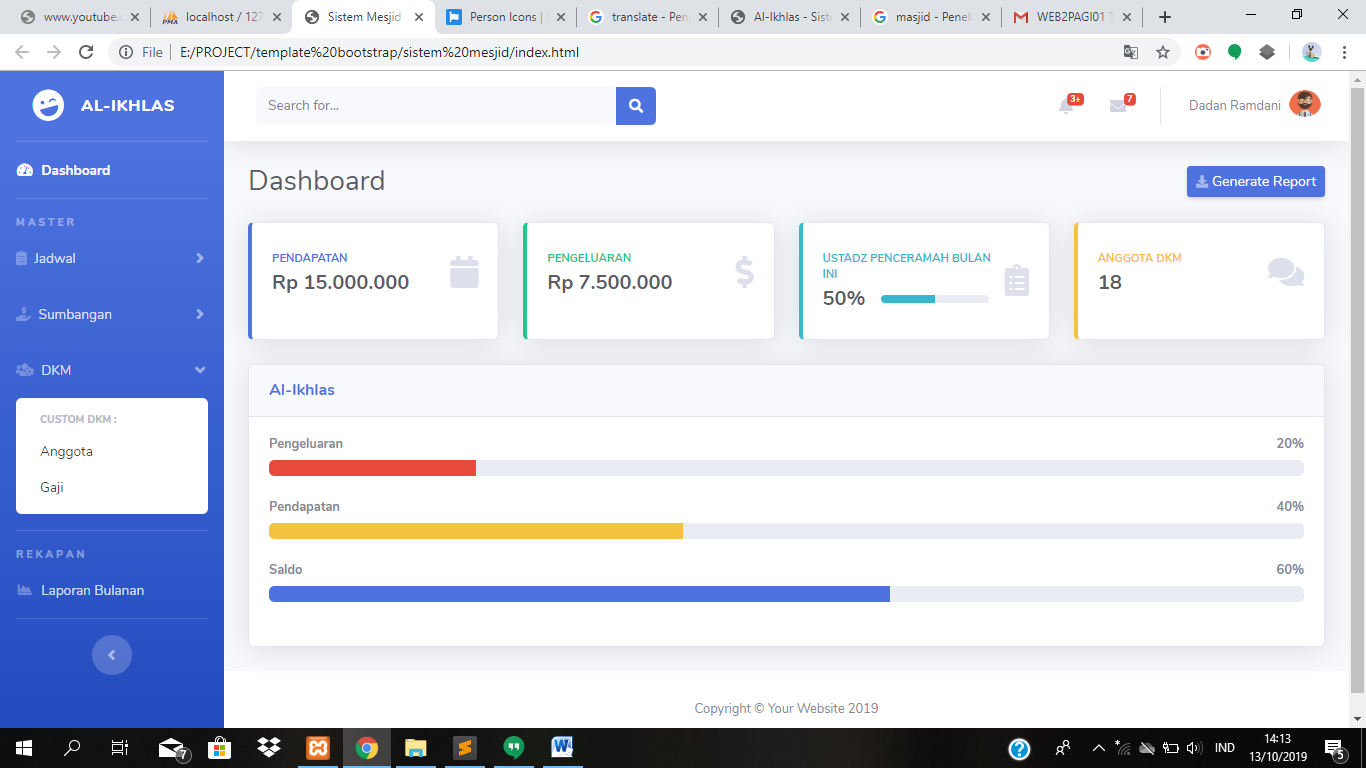 www.youtube.
localhost / 127
Sistem Mesjid
Person Icons |
translate - Pen
Al-Ikhlas - Sist
masjid - Penel
WEB2PAGI01 T
File
E:/PROJECT/template%20bootstrap/sistem%20mesjid/index.html
AL-IKHLAS
Search for...
3+
7
Dadan Ramdani
Dashboard
MASTER
Jadwal
Sumbangan
DKM
CUSTOM DKM :
Anggota
Gaji
REKAPAN
Laporan Bulanan
Dashboard
Generate Report
PENDAPATAN
Rp 15.000.000
PENGELUARAN
Rp 7.500.000
USTADZ PENCERAMAH BULAN
INI
50%
ANGGOTA DKM
18
Al-Ikhlas
Pengeluaran 20%
Pendapatan 40%
Saldo 60%
Copyright © Your Website 2019
7
IND
14:13
13/10/2019
5